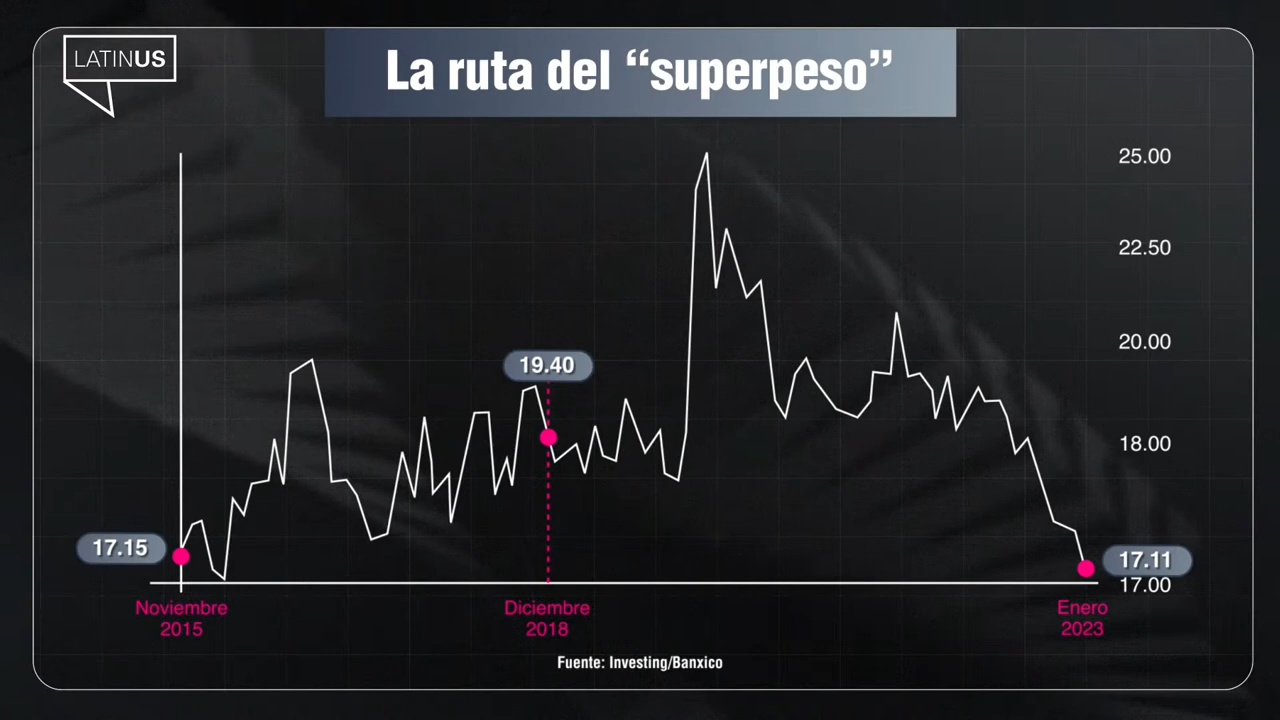 LATINUS
La ruta del “superpeso”
25.00
22.50
20.00
19.40
18.00
17.15
17.11
17.00
Noviembre
2015
Diciembre
2018
Enero
2023
Fuente: Investing/Banxico